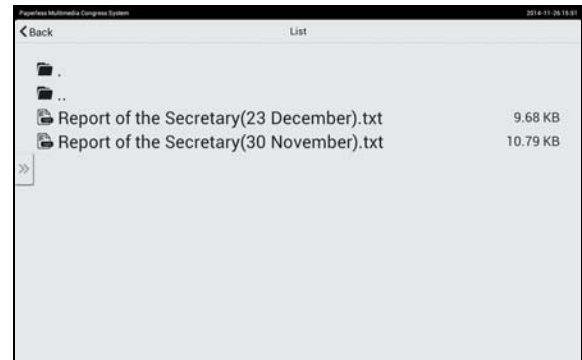 Paperless Multimedia Congress System 2014-11-26 15:51
Back List
.
..
Report of the Secretary(23 December).txt 9.68 KB
Report of the Secretary(30 November).txt 10.79 KB